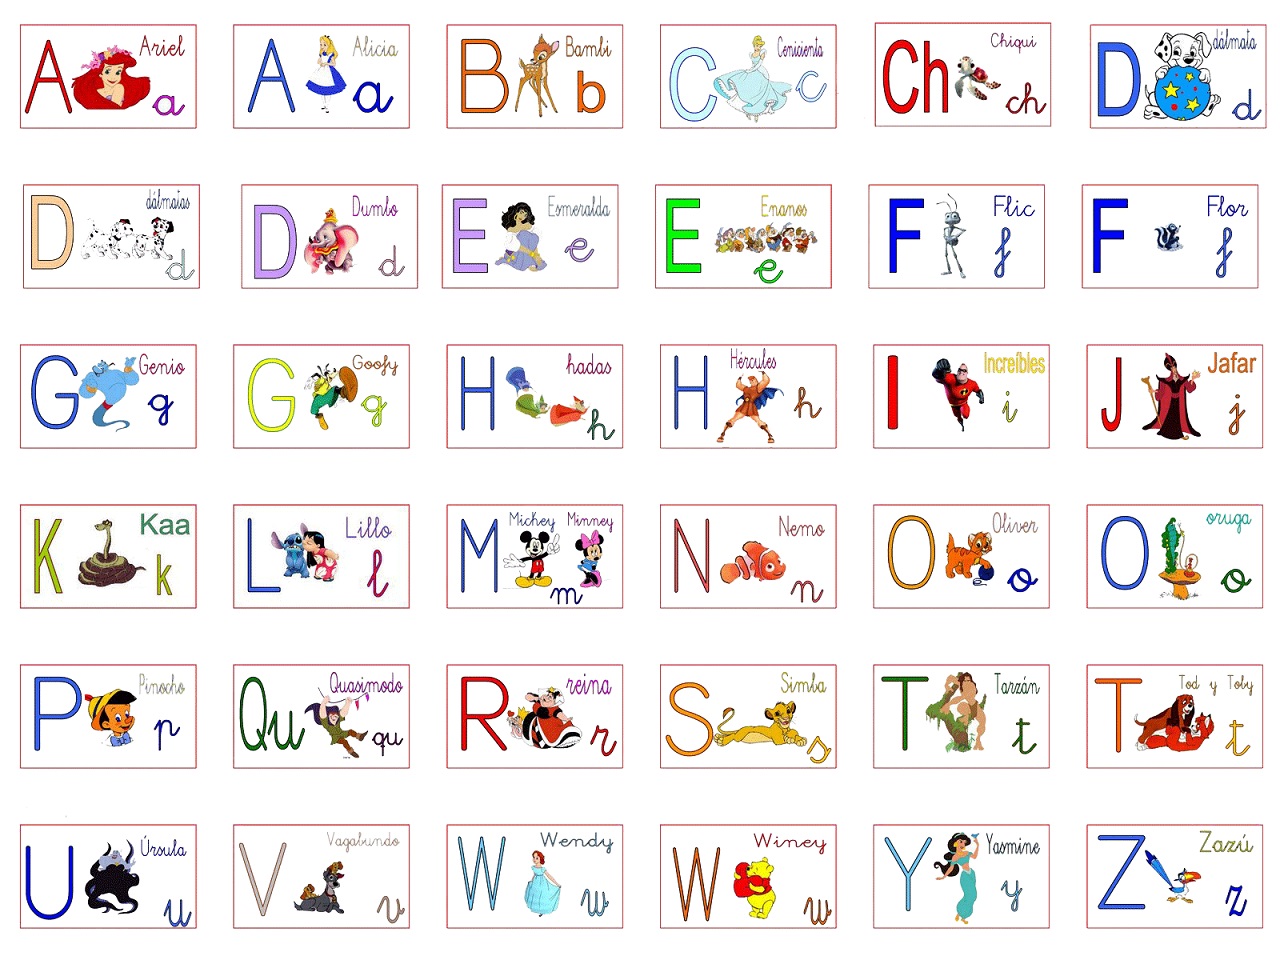 A Ariel a
A Alicia a
B Bambi b
C Cenicienta c
Ch Chiqui ch
D dálmata d
D dálmatas d
D Dumbo d
E Esmeralda e
E Enanos e
F Flic f
F Flor f
G Genio g
G Goofy g
H hadas h
H Hércules h
I Increíbles i
J Jafar j
K Kaa k
L Lillo l
M Mickey Minney m
N Nemo n
O Oliver o
O oruga o
P Pinocho p
Qu Quasimodo qu
R reina r
S Simba s
T Tarzán t
T Tod y Toby t
U Úrsula u
V Vagabundo v
W Wendy w
W Winey w
Y Yasmine y
Z Zazú z